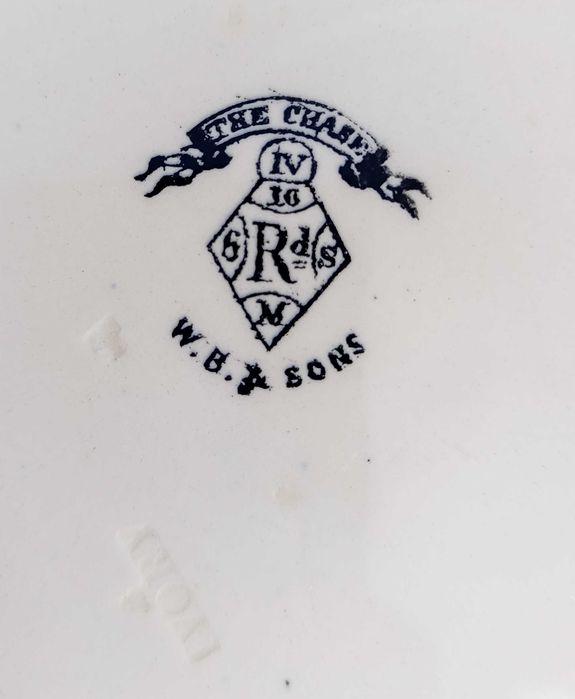 THE CHASE
IV
16
6 Rd S
M
W.B. & SONS
IVORY